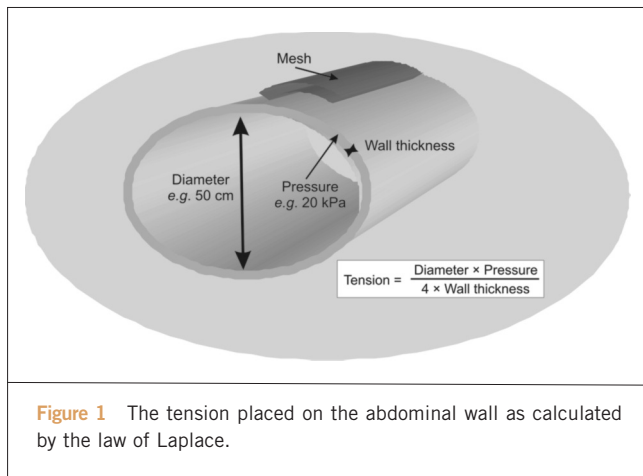 Mesh
Wall thickness
Diameter
e.g. 50 cm
Pressure
e.g. 20 kPa
Tension = Diameter × Pressure
4 × Wall thickness
Figure 1 The tension placed on the abdominal wall as calculated
by the law of Laplace.